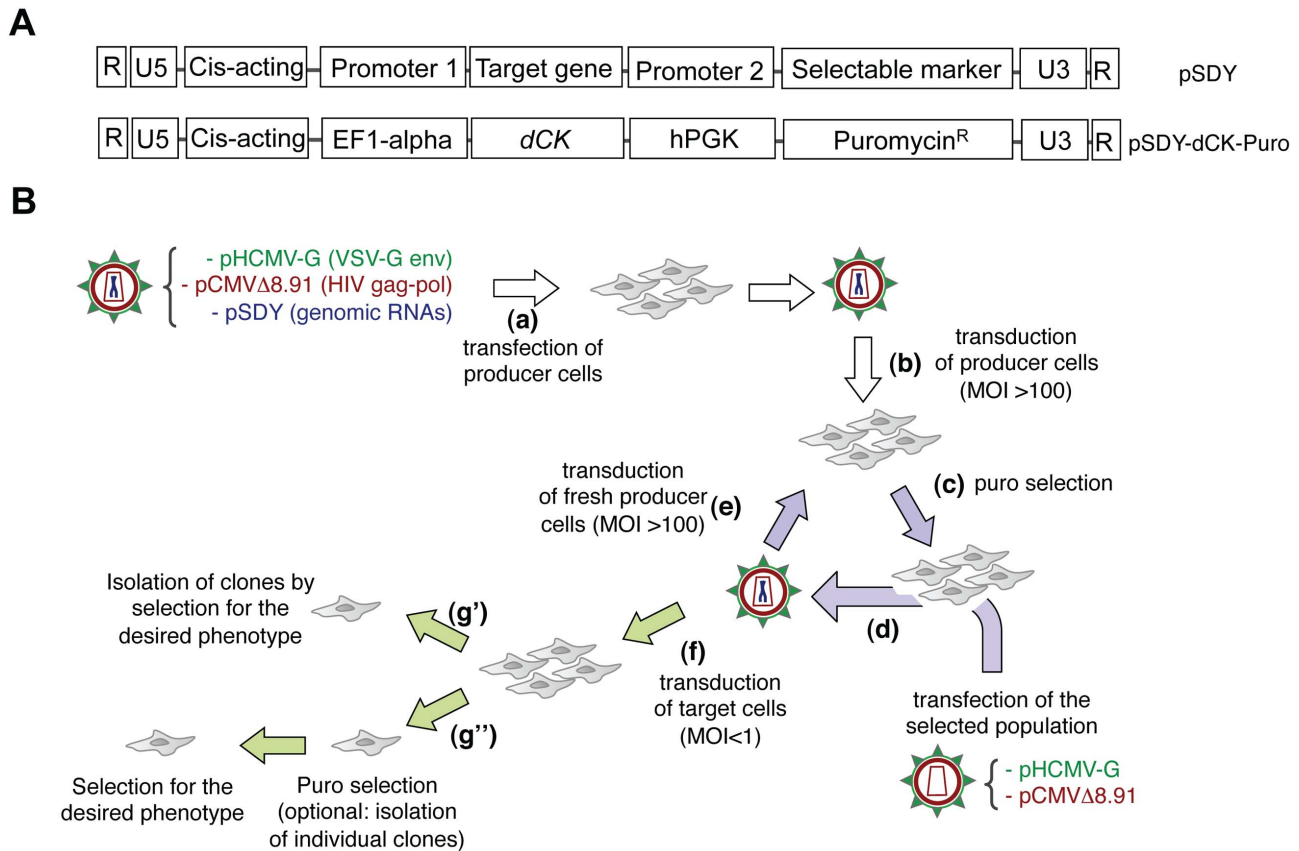 A
R U5 Cis-acting Promoter 1 Target gene Promoter 2 Selectable marker U3 R pSDY
R U5 Cis-acting EF1-alpha dCK hPGK Puromycinᴿ U3 R pSDY-dCK-Puro
B
- pHCMV-G (VSV-G env)
- pCMVΔ8.91 (HIV gag-pol)
- pSDY (genomic RNAs)
(a)
transfection of
producer cells
(b)
transduction
of producer cells
(MOI >100)
(c) puro selection
transduction
of fresh producer
cells (MOI >100)
(e)
(d)
transfection of the
selected population
- pHCMV-G
- pCMVΔ8.91
(f)
transduction
of target cells
(MOI<1)
Isolation of clones by
selection for the
desired phenotype
(g')
(g'')
Selection for the
desired phenotype
Puro selection
(optional: isolation
of individual clones)